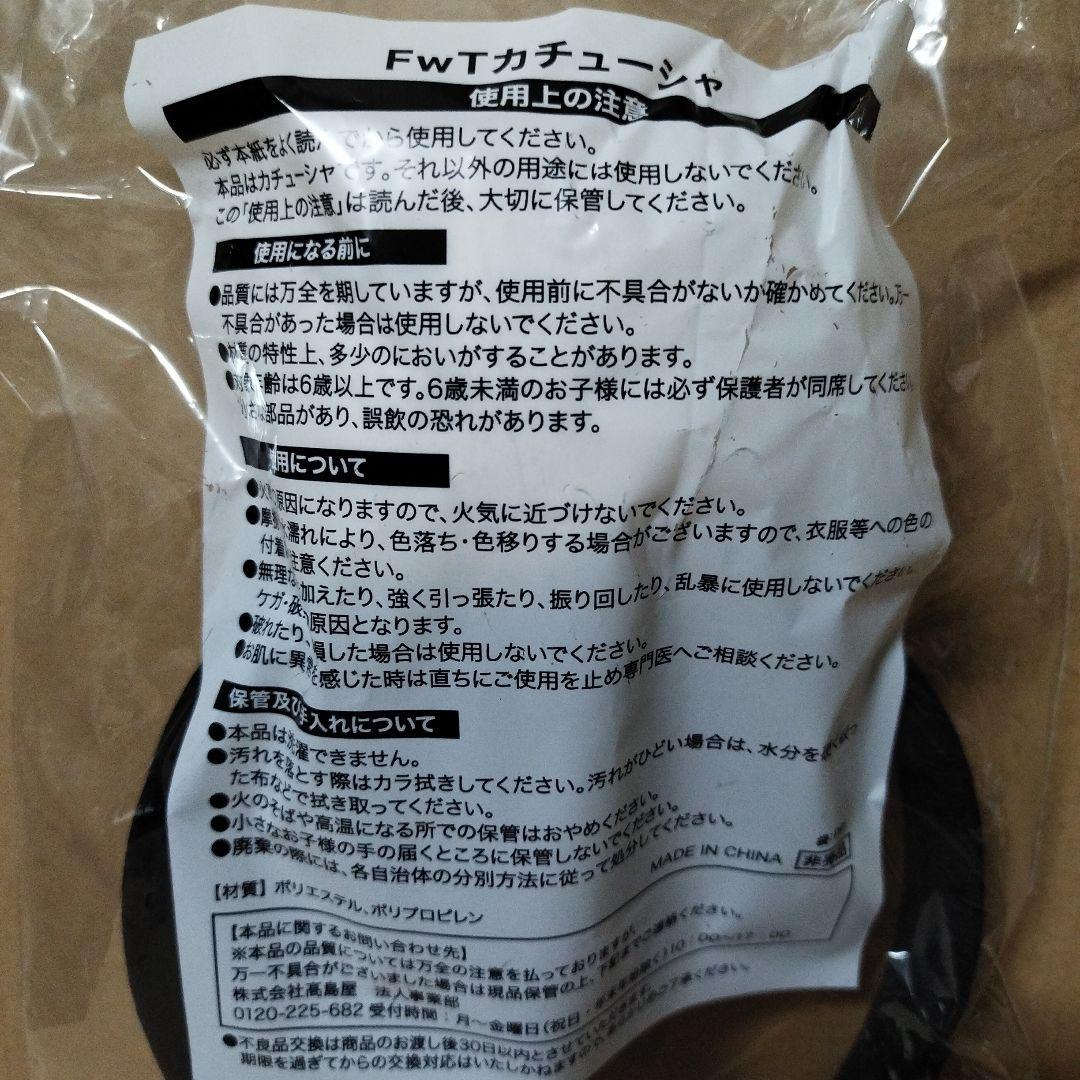 FwTカチューシャ
使用上の注意
必ず本紙をよく読んでから使用してください。
本品はカチューシャです。それ以外の用途には使用しないでください。
この「使用上の注意」は読んだ後、大切に保管してください。
使用になる前に
●品質には万全を期していますが、使用前に不具合がないか確かめてください。万一
不具合があった場合は使用しないでください。
●材質の特性上、多少のにおいがすることがあります。
●対象年齢は6歳以上です。6歳未満のお子様には必ず保護者が同席してください。
部品があり、誤飲の恐れがあります。
使用について
●火災の原因になりますので、火気に近づけないでください。
●摩擦や水濡れにより、色落ち・色移りする場合がございますので、衣服等への色の
付着に注意ください。
●無理な 加えたり、強く引っ張たり、振り回したり、乱暴に使用しないでください。
ケガ・破損の原因となります。
●破れたり、破損した場合は使用しないでください。
●お肌に異常を感じた時は直ちにご使用を止め専門医へご相談ください。
保管及び手入れについて
●本品は洗濯できません。
●汚れを落とす際はカラ拭きしてください。汚れがひどい場合は、水分を
た布などで拭き取ってください。
●火のそばや高温になる所での保管はおやめください。
●小さなお子様の手の届くところに保管しないでください。
●廃棄の際には、各自治体の分別方法に従って処分してください。
MADE IN CHINA 非売品
【材質】ポリエステル、ポリプロピレン
【本品に関するお問い合わせ先】
※本品の品質については万全の注意を払っておりますが、
万一不具合がございました場合は現品保管の上、下記までご連絡ください。
株式会社髙島屋 法人事業部
0120-225-682 受付時間:月〜金曜日(祝日・年末年始除く)10:00〜17:00
●不良品交換は商品のお渡し後30日以内とさせていただきます。
期限を過ぎてからの交換対応はいたしかねますので、